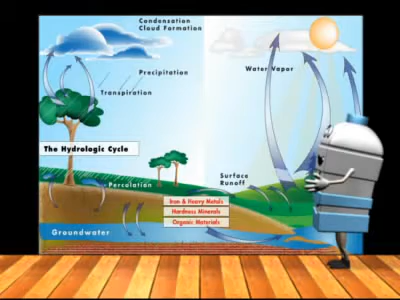 Condensation
Cloud Formation
Precipitation
Water Vapor
Transpiration
The Hydrologic Cycle
Percolation
Surface
Runoff
Iron & Heavy Metals
Hardness Minerals
Organic Materials
Groundwater